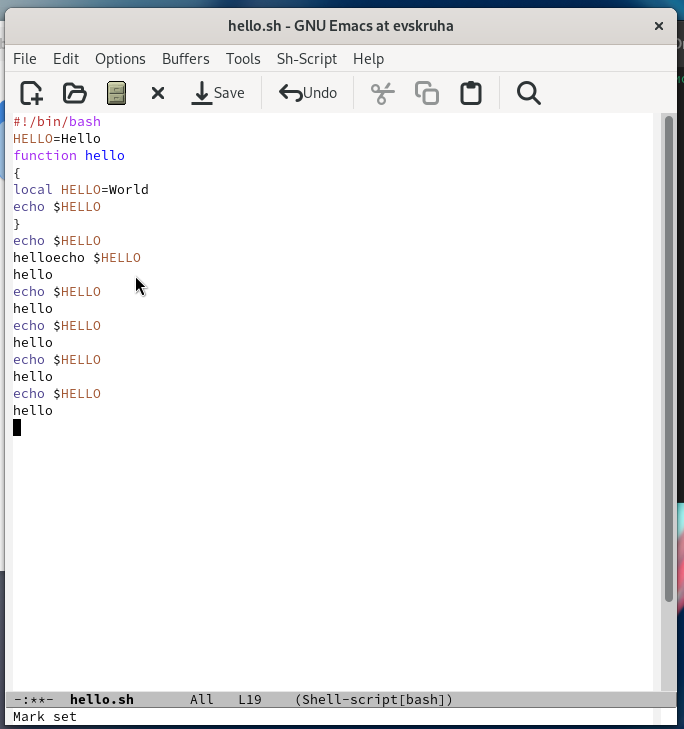 hello.sh - GNU Emacs at evskruha
File Edit Options Buffers Tools Sh-Script Help
Save Undo
#!/bin/bash
HELLO=Hello
function hello
{
local HELLO=World
echo $HELLO
}
echo $HELLO
helloecho $HELLO
hello
echo $HELLO
hello
echo $HELLO
hello
echo $HELLO
hello
echo $HELLO
hello
-:**- hello.sh All L19 (Shell-script[bash])
Mark set